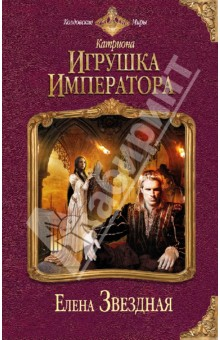 Колдовские Миры
Катриона
ИГРУШКА
ИМПЕРАТОРА
ЕЛЕНА ЗВЕЗДНАЯ